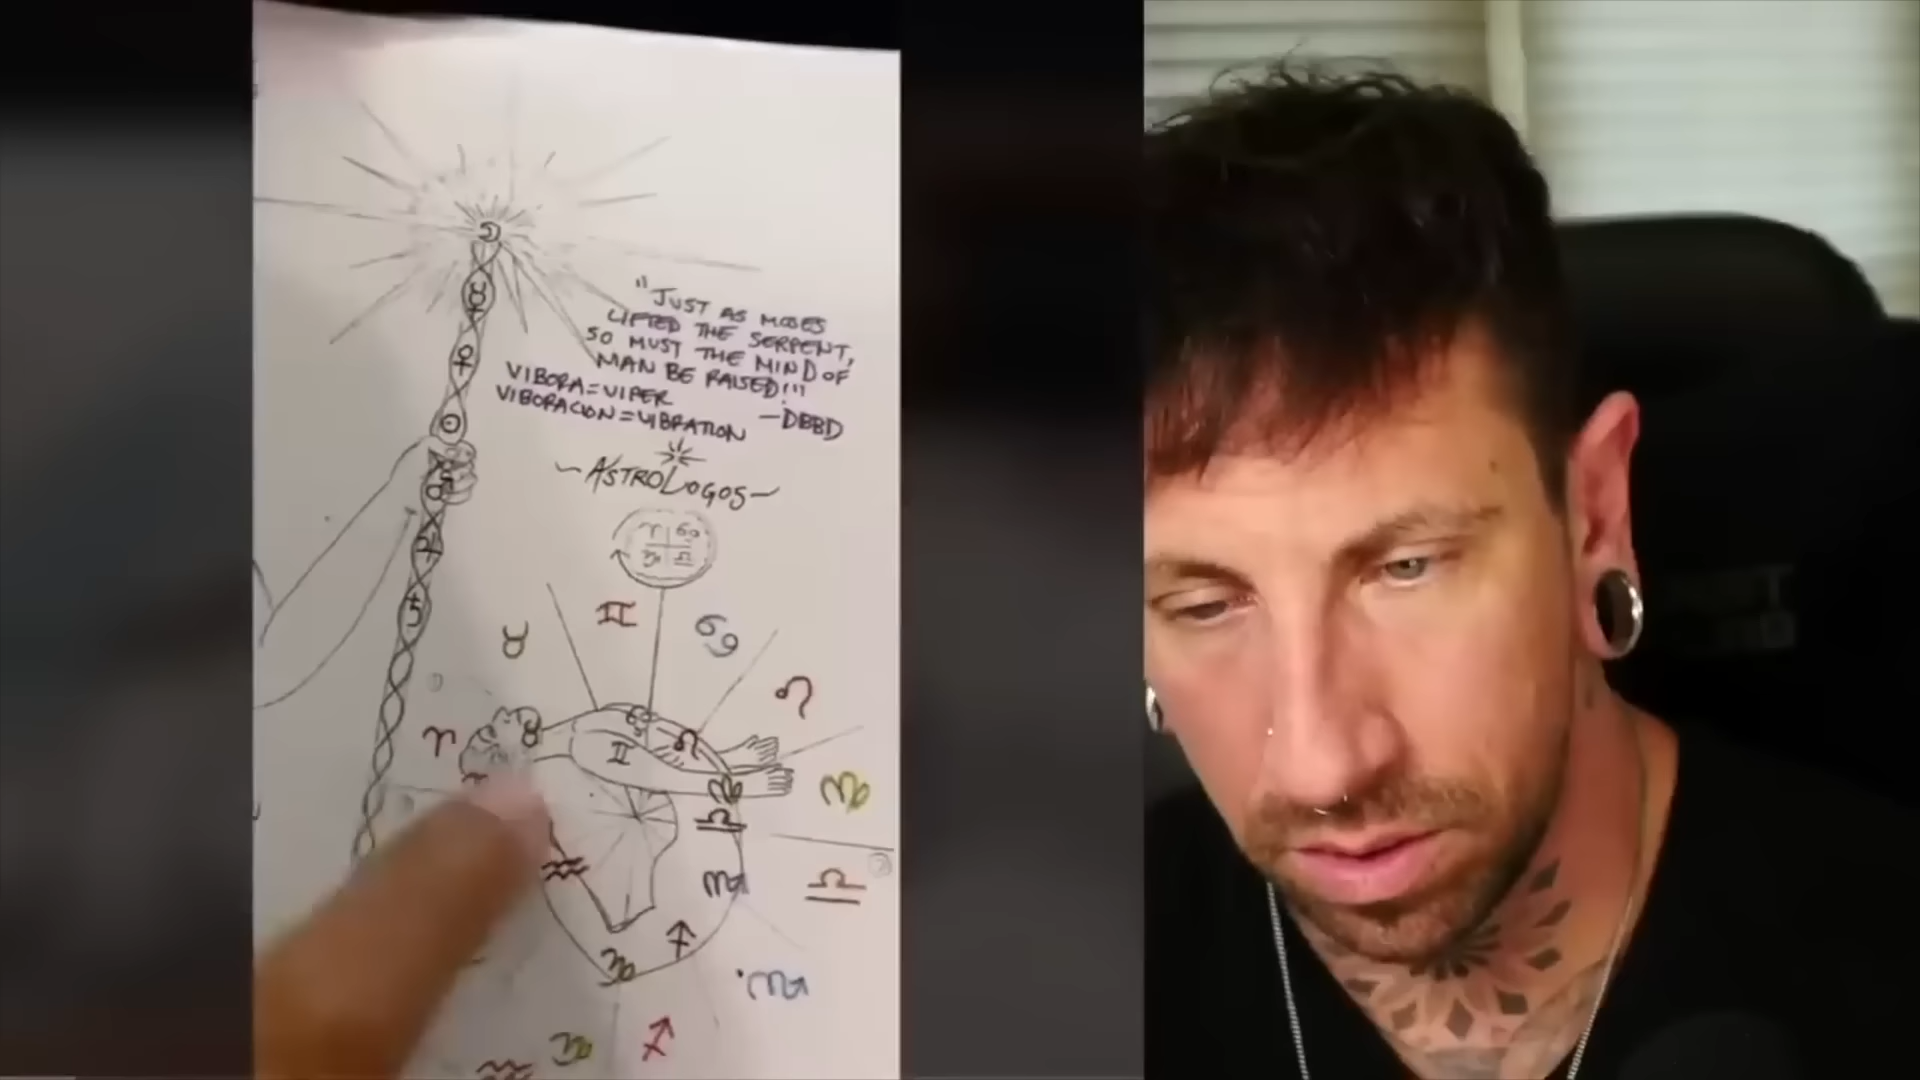 "JUST AS MOSES
LIFTED THE SERPENT,
SO MUST THE MIND OF
MAN BE RAISED!"
VIBORA=VIPER
VIBORACION=VIBRATION
—DBBD
~ASTROLOGOS~
☽
☿
♀
☉
♂
♃
♄
♈ ♋
♑ ♎
♉ ♊ ♋ ♌ ♍ ♎ ♏ ♐ ♑ ♒
♈
♉ ♊ ♋ ♌ ♍ ♎ ♏ ♐ ♑ ♒